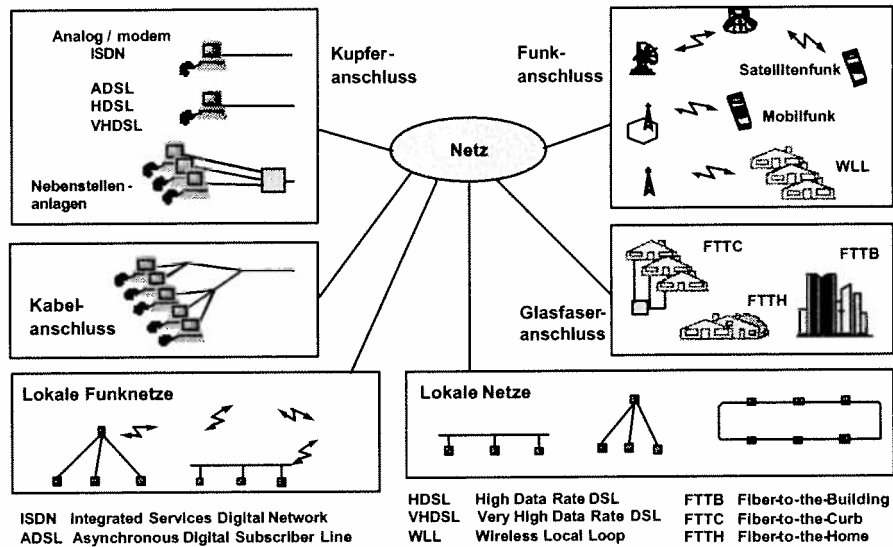 Analog / modem
ISDN
ADSL
HDSL
VHDSL
Nebenstellen-
anlagen
Kupfer-
anschluss
Funk-
anschluss
Satellitenfunk
Mobilfunk
WLL
Netz
Kabel-
anschluss
Glasfaser-
anschluss
FTTC
FTTB
FTTH
Lokale Funknetze
Lokale Netze
ISDN Integrated Services Digital Network
ADSL Asynchronous Digital Subscriber Line
HDSL High Data Rate DSL
VHDSL Very High Data Rate DSL
WLL Wireless Local Loop
FTTB Fiber-to-the-Building
FTTC Fiber-to-the-Curb
FTTH Fiber-to-the-Home